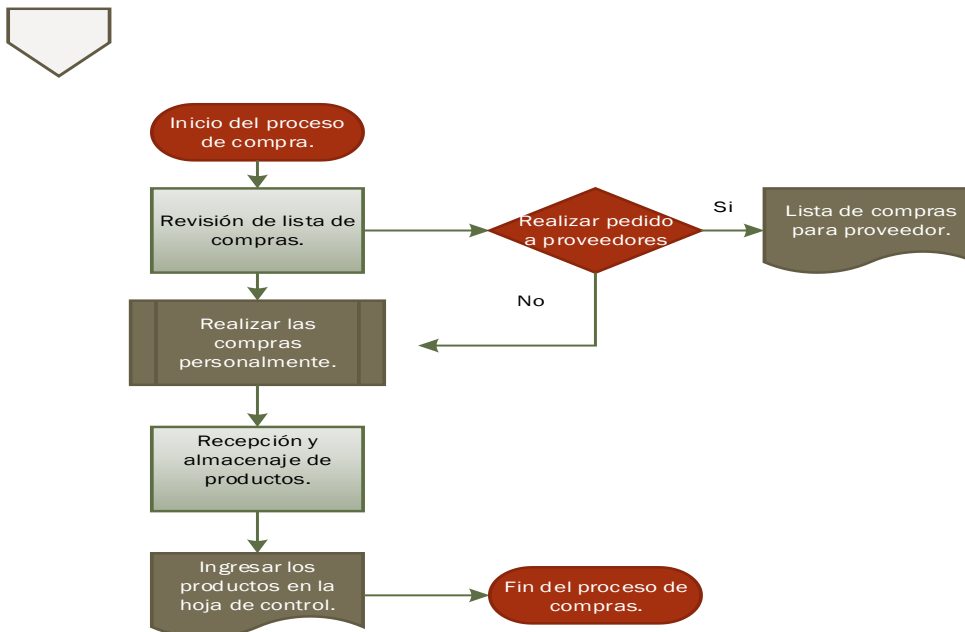 Inicio del proceso
de compra.
Revisión de lista de
compras.
Realizar pedido
a proveedores
Si
Lista de compras
para proveedor.
No
Realizar las
compras
personalmente.
Recepción y
almacenaje de
productos.
Ingresar los
productos en la
hoja de control.
Fin del proceso de
compras.